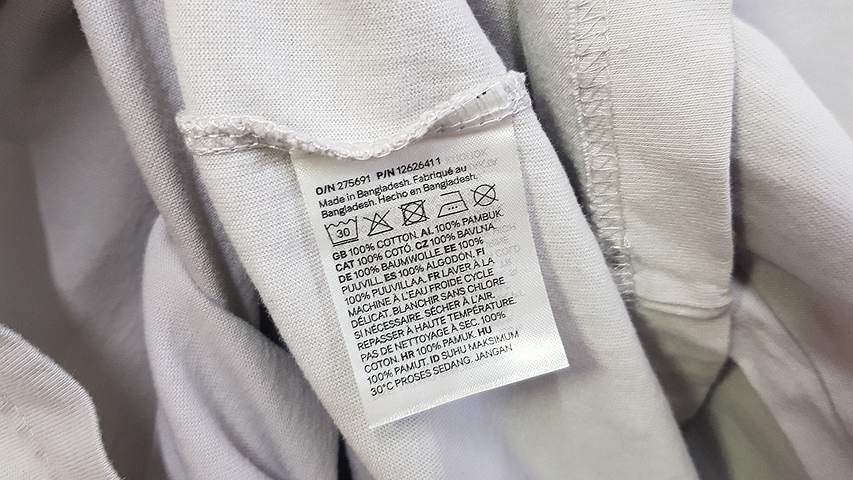 O/N 275691 P/N 12626411
Made in Bangladesh. Fabriqué au
Bangladesh. Hecho en Bangladesh.
30
GB 100% COTTON. AL 100% PAMBUK.
CAT 100% COTÓ. CZ 100% BAVLNA.
DE 100% BAUMWOLLE. EE 100%
PUUVILL. ES 100% ALGODON. FI
100% PUUVILLAA. FR LAVER À LA
MACHINE À L'EAU FROIDE CYCLE
DÉLICAT. BLANCHIR SANS CHLORE
SI NÉCESSAIRE. SÉCHER À L'AIR.
REPASSER À HAUTE TEMPÉRATURE.
PAS DE NETTOYAGE À SEC. 100%
COTON. HR 100% PAMUK. HU
100% PAMUT. ID SUHU MAKSIMUM
30°C PROSES SEDANG. JANGAN